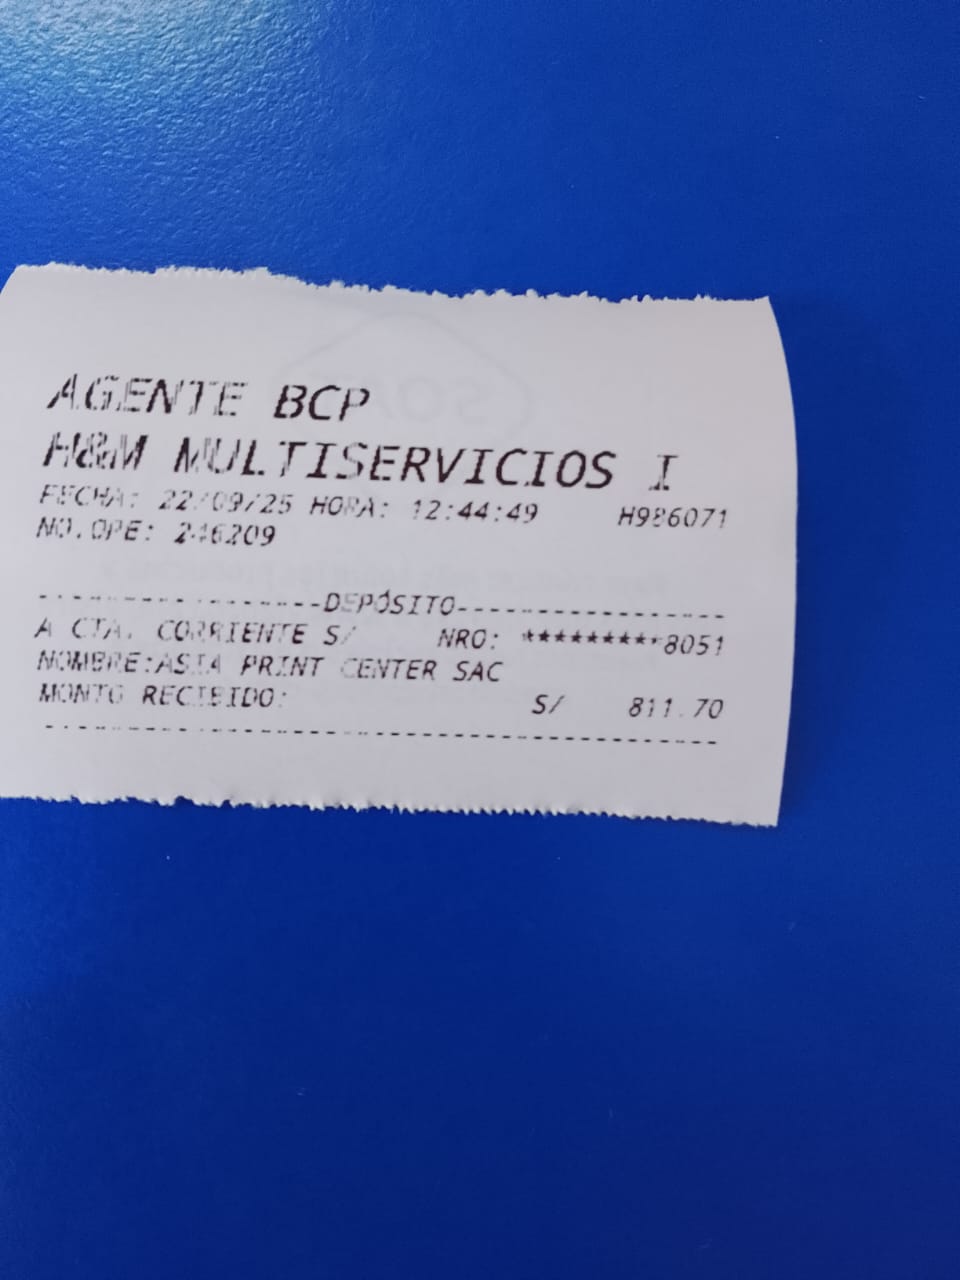 AGENTE BCP
H&M MULTISERVICIOS I
FECHA: 22/09/25 HORA: 12:44:49 H986071
NO.OPE: 246209
------------------DEPÓSITO------------------
A CTA. CORRIENTE S/ NRO: **********8051
NOMBRE:ASIA PRINT CENTER SAC
MONTO RECIBIDO: S/ 811.70